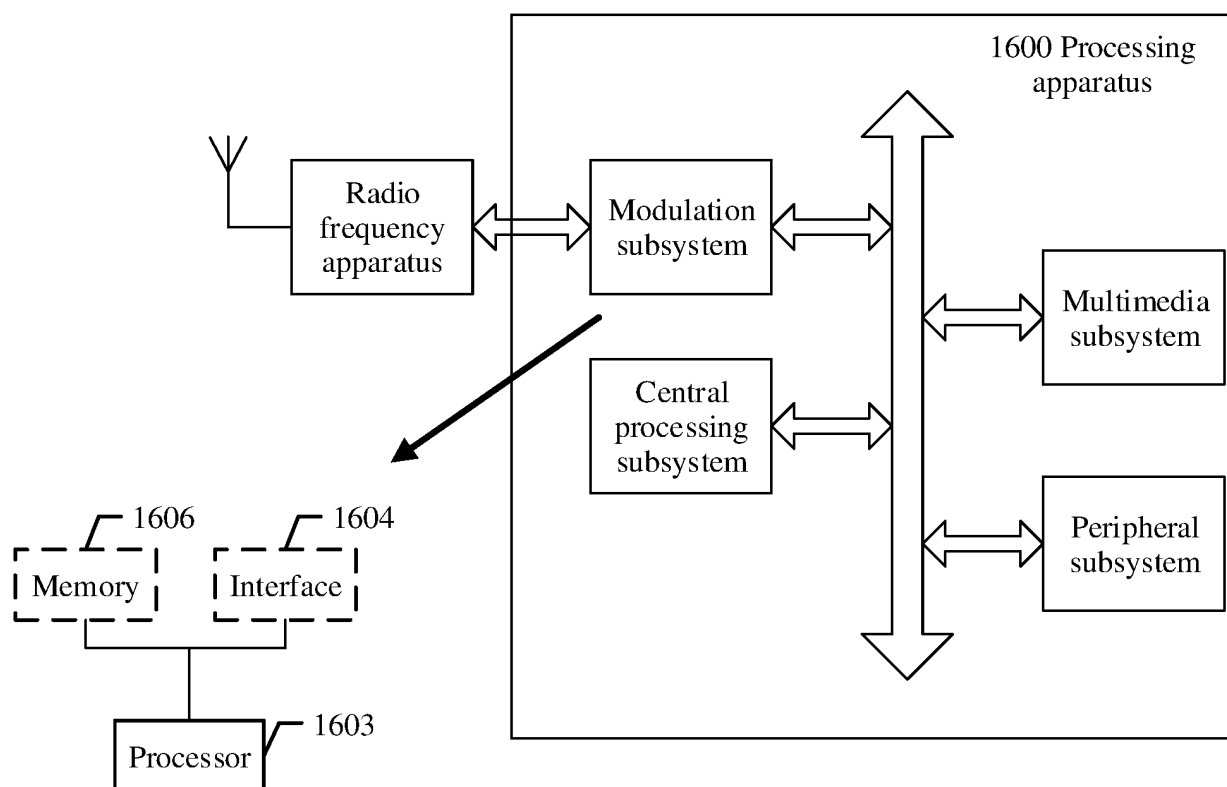 1600 Processing
apparatus
Radio
frequency
apparatus
Modulation
subsystem
Multimedia
subsystem
Central
processing
subsystem
Peripheral
subsystem
1606
1604
Memory
Interface
1603
Processor